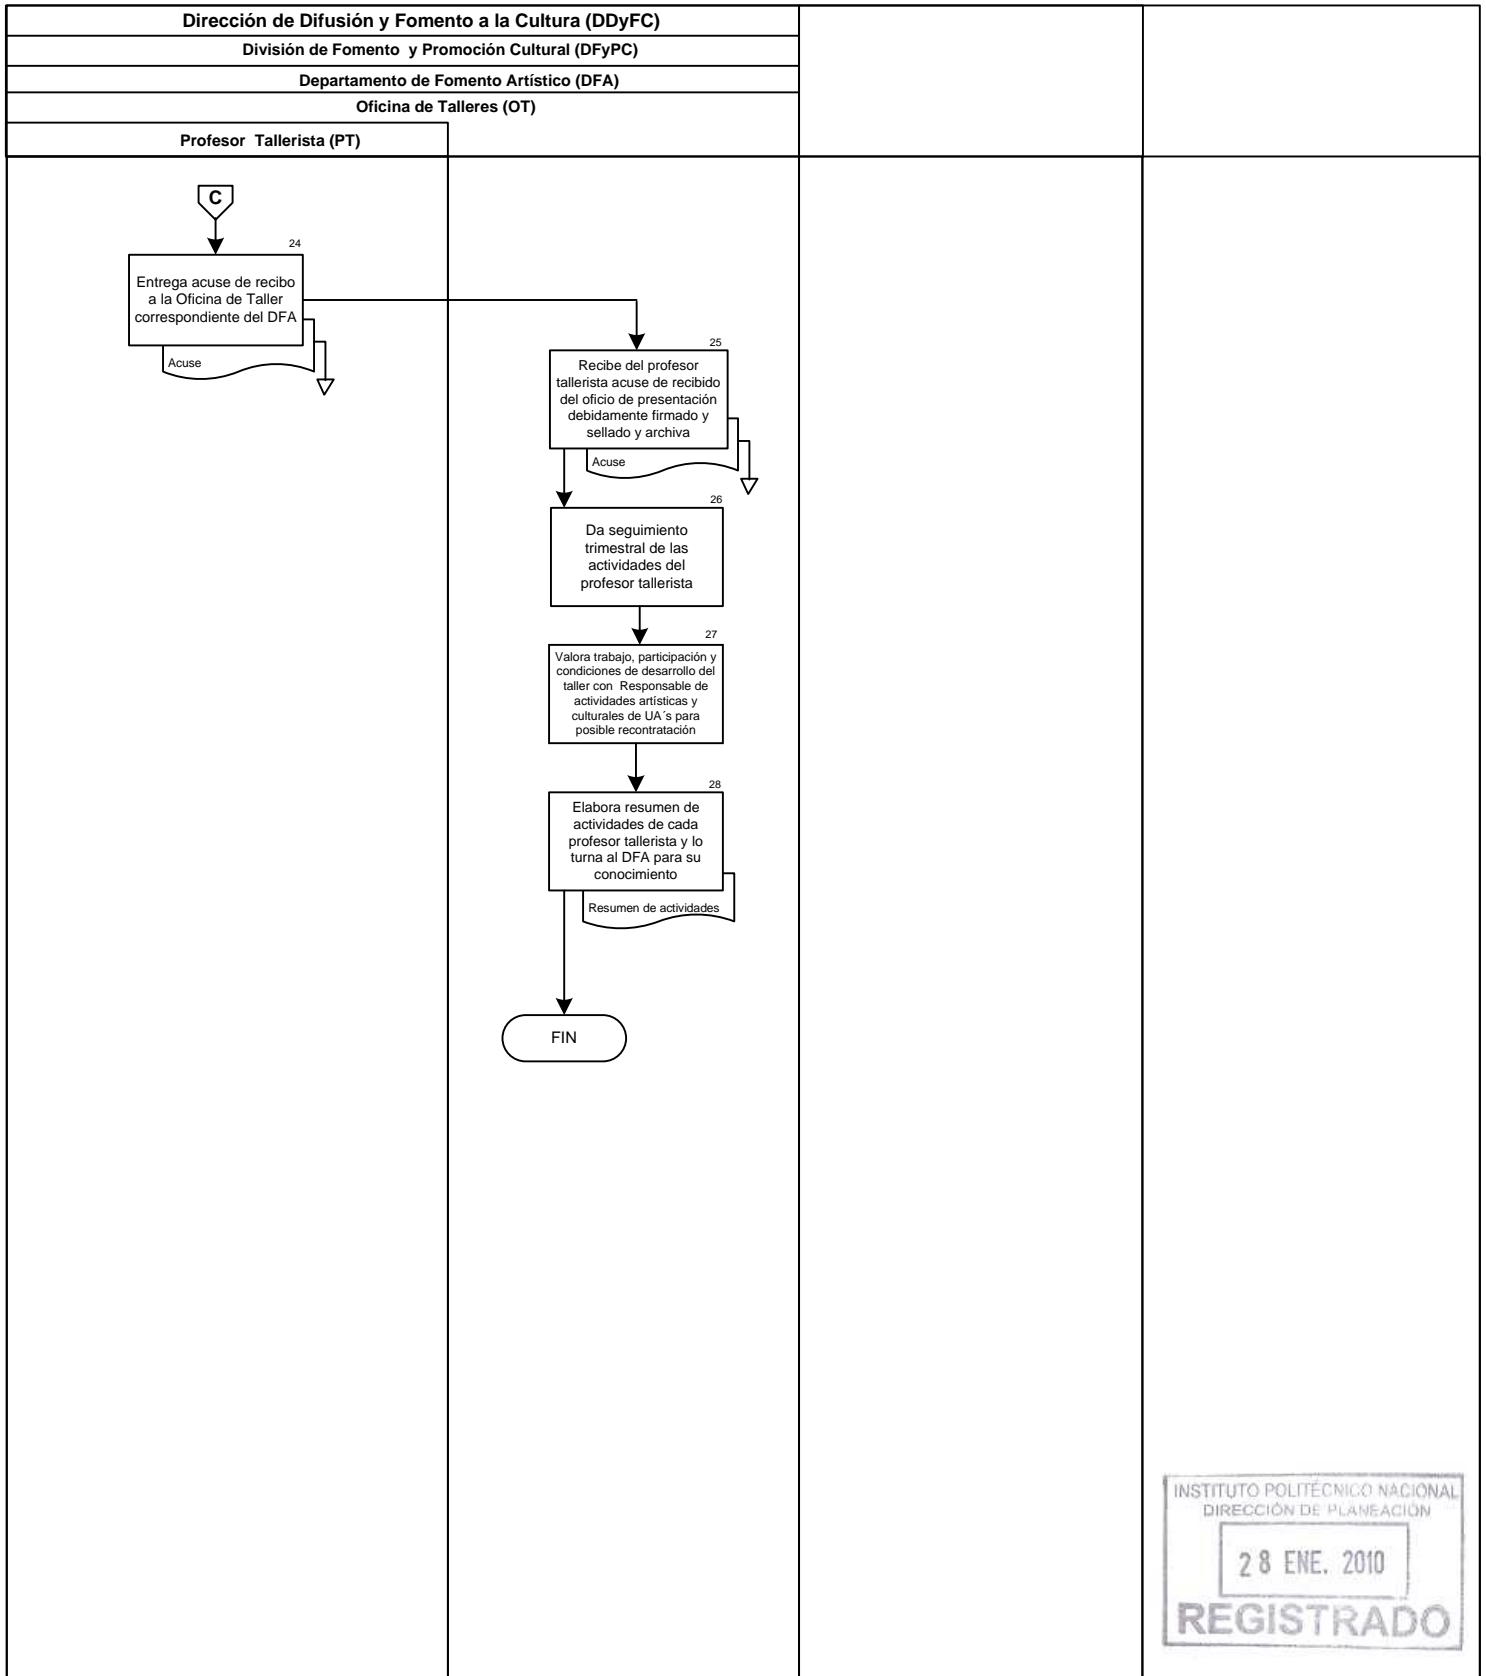 Dirección de Difusión y Fomento a la Cultura (DDyFC)
División de Fomento y Promoción Cultural (DFyPC)
Departamento de Fomento Artístico (DFA)
Oficina de Talleres (OT)
Profesor Tallerista (PT)
C
24
Entrega acuse de recibo
a la Oficina de Taller
correspondiente del DFA
Acuse
25
Recibe del profesor
tallerista acuse de recibido
del oficio de presentación
debidamente firmado y
sellado y archiva
Acuse
26
Da seguimiento
trimestral de las
actividades del
profesor tallerista
27
Valora trabajo, participación y
condiciones de desarrollo del
taller con Responsable de
actividades artísticas y
culturales de UA´s para
posible recontratación
28
Elabora resumen de
actividades de cada
profesor tallerista y lo
turna al DFA para su
conocimiento
Resumen de actividades
FIN
INSTITUTO POLITÉCNICO NACIONAL
DIRECCIÓN DE PLANEACIÓN
28 ENE. 2010
REGISTRADO